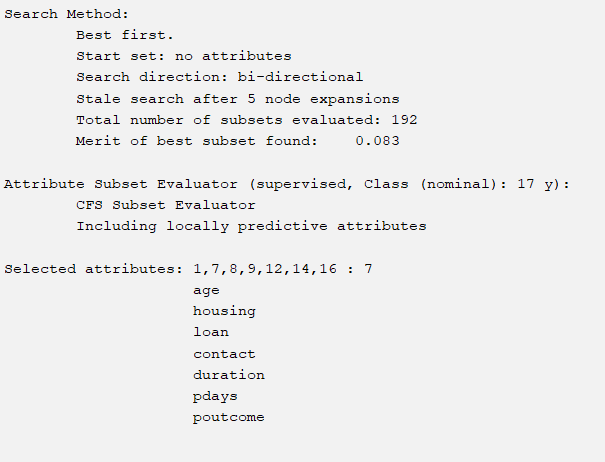 Search Method:
Best first.
Start set: no attributes
Search direction: bi-directional
Stale search after 5 node expansions
Total number of subsets evaluated: 192
Merit of best subset found: 0.083
Attribute Subset Evaluator (supervised, Class (nominal): 17 y):
CFS Subset Evaluator
Including locally predictive attributes
Selected attributes: 1,7,8,9,12,14,16 : 7
age
housing
loan
contact
duration
pdays
poutcome